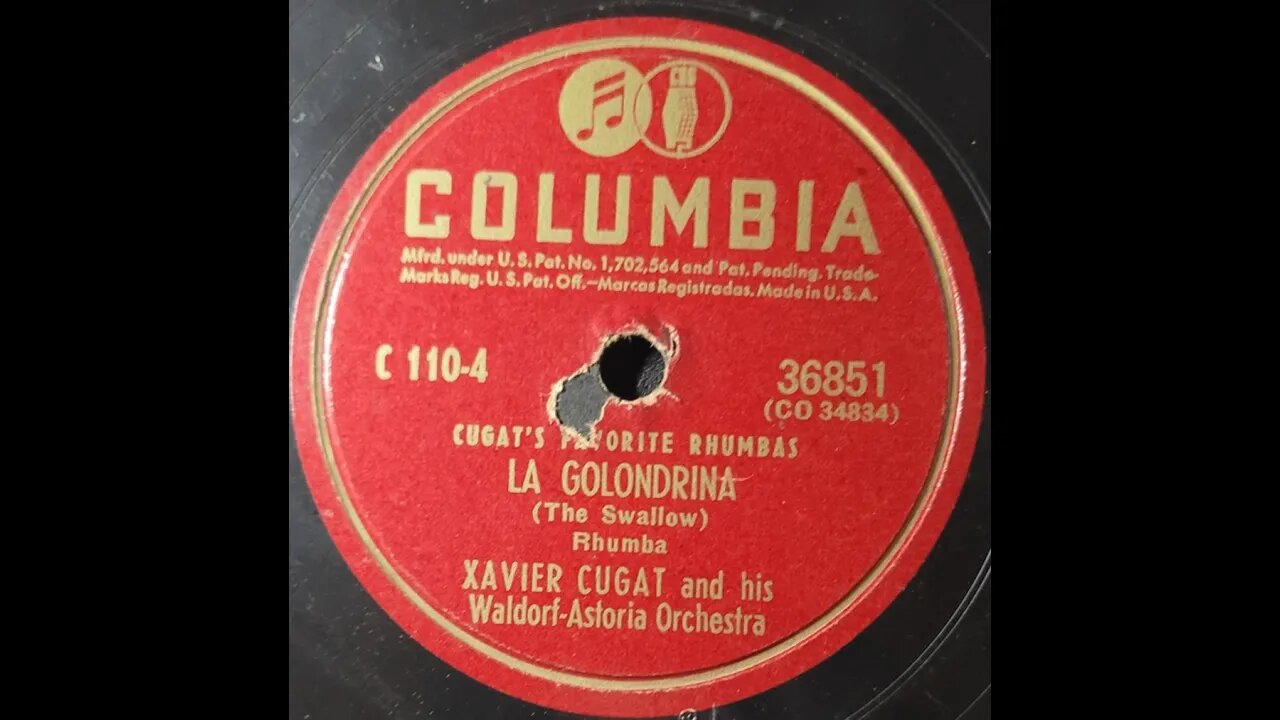 COLUMBIA
Mfrd. under U.S. Pat. No. 1,702,564 and Pat. Pending. Trade-
Marks Reg. U.S. Pat. Off.—Marcas Registradas. Made in U.S.A.
C 110-4
36851
(CO 34834)
CUGAT'S FAVORITE RHUMBAS
LA GOLONDRINA
(The Swallow)
Rhumba
XAVIER CUGAT and his
Waldorf-Astoria Orchestra